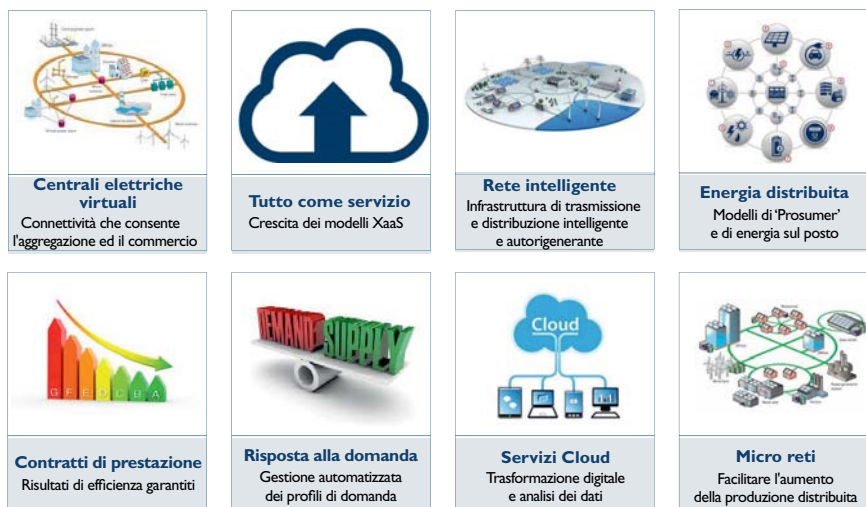 Centrali elettriche
virtuali
Connettività che consente
l'aggregazione ed il commercio
Tutto come servizio
Crescita dei modelli XaaS
Rete intelligente
Infrastruttura di trasmissione
e distribuzione intelligente
e autorigenerante
Energia distribuita
Modelli di 'Prosumer'
e di energia sul posto
G F E D C B A
Contratti di prestazione
Risultati di efficienza garantiti
DEMAND SUPPLY
Risposta alla domanda
Gestione automatizzata
dei profili di domanda
Cloud
Servizi Cloud
Trasformazione digitale
e analisi dei dati
Micro reti
Facilitare l'aumento
della produzione distribuita